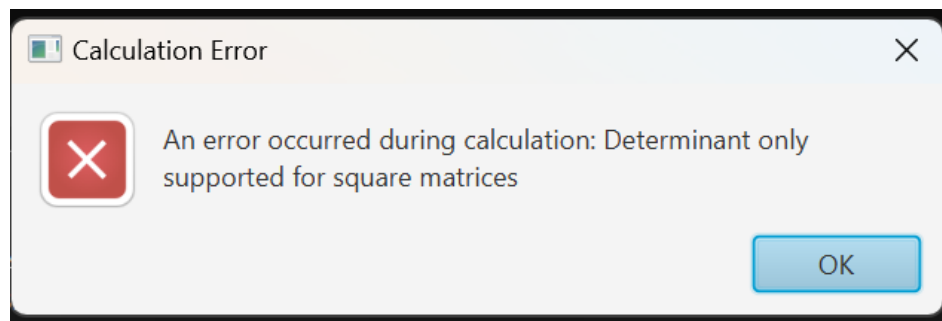 Calculation Error
An error occurred during calculation: Determinant only
supported for square matrices
OK